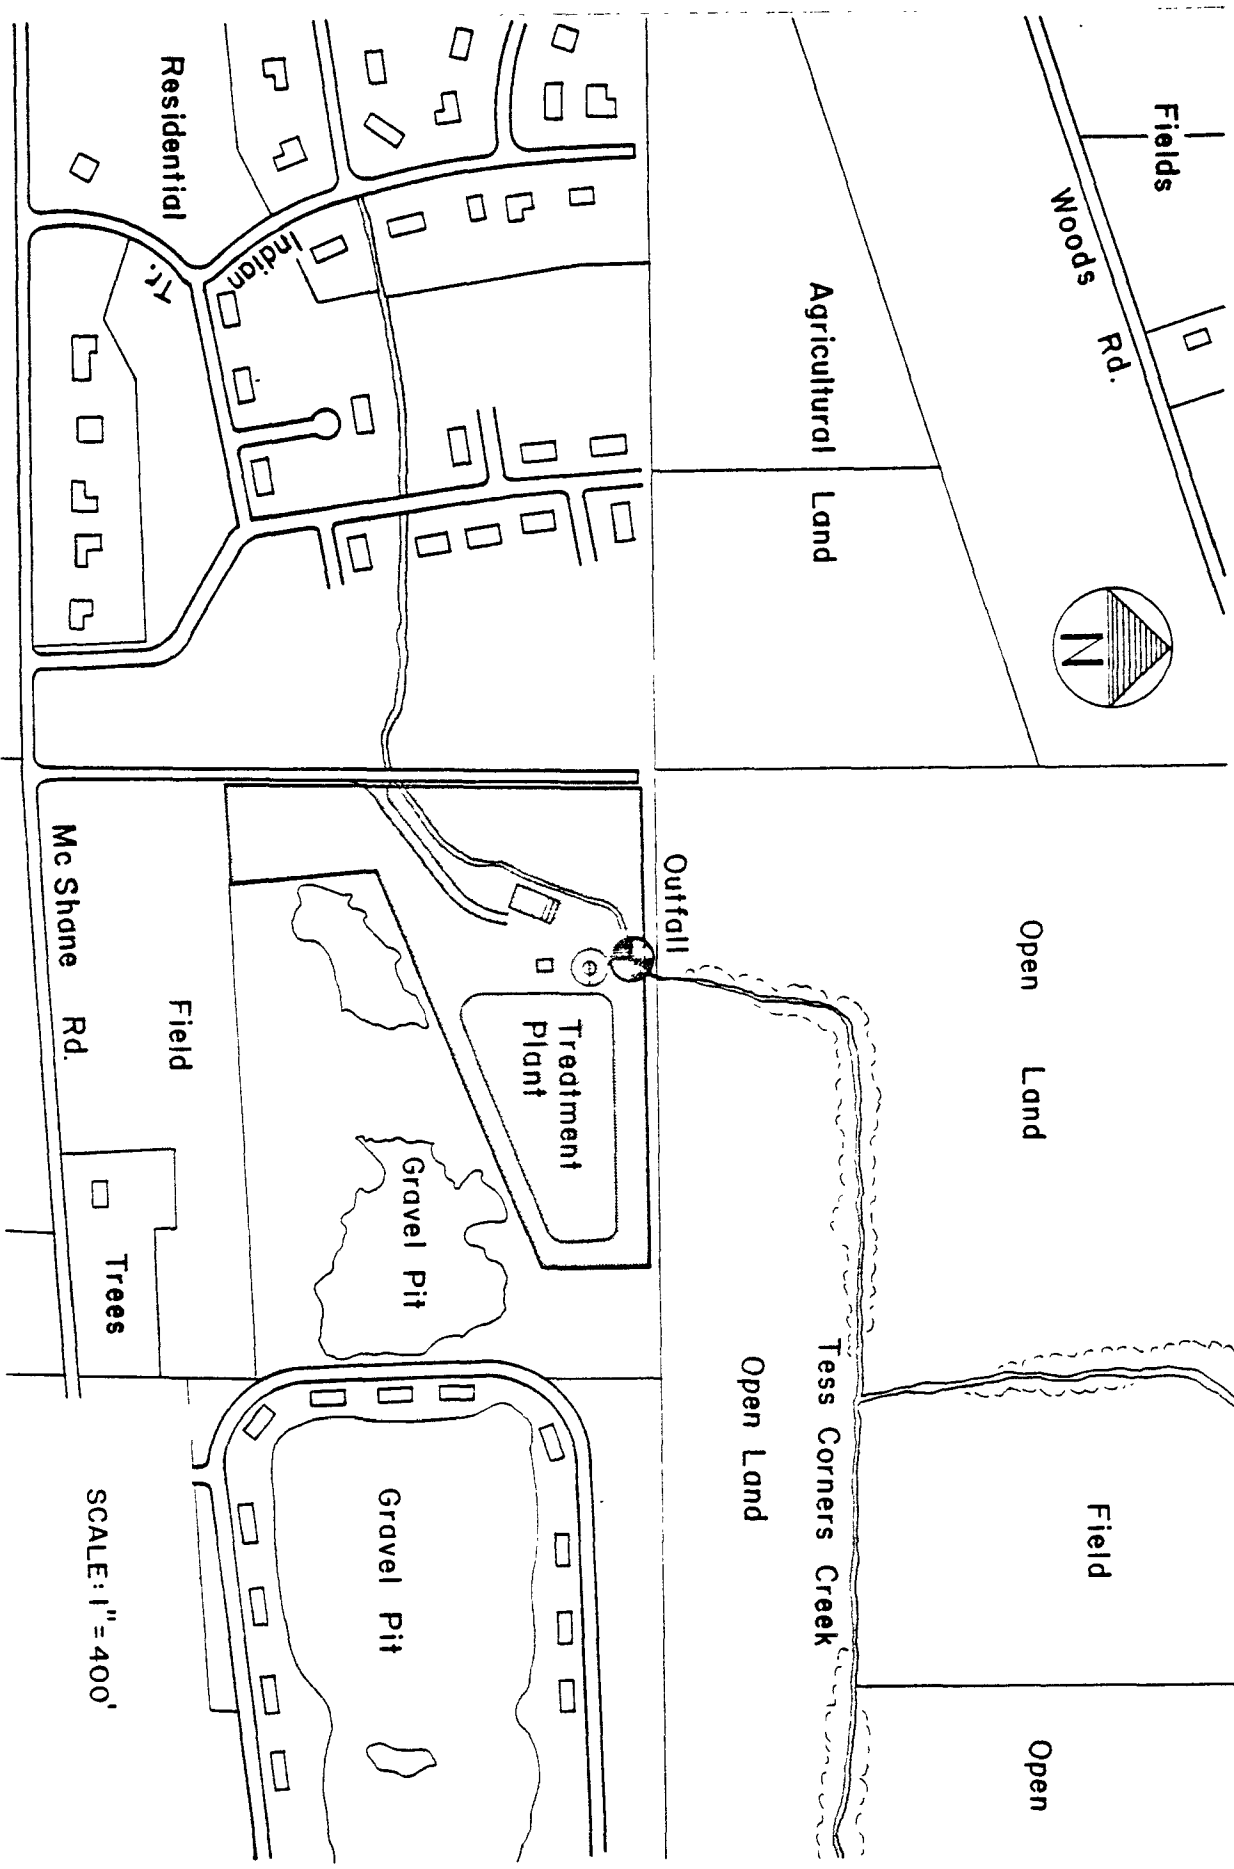 Fields
Woods Rd.
N
Open Land
Field
Open
Agricultural Land
Tess Corners Creek
Open Land
Outfall
Treatment
Plant
Gravel Pit
Gravel Pit
Indian
Tr.
Residential
Field
Trees
Mc Shane Rd.
SCALE: 1" = 400'